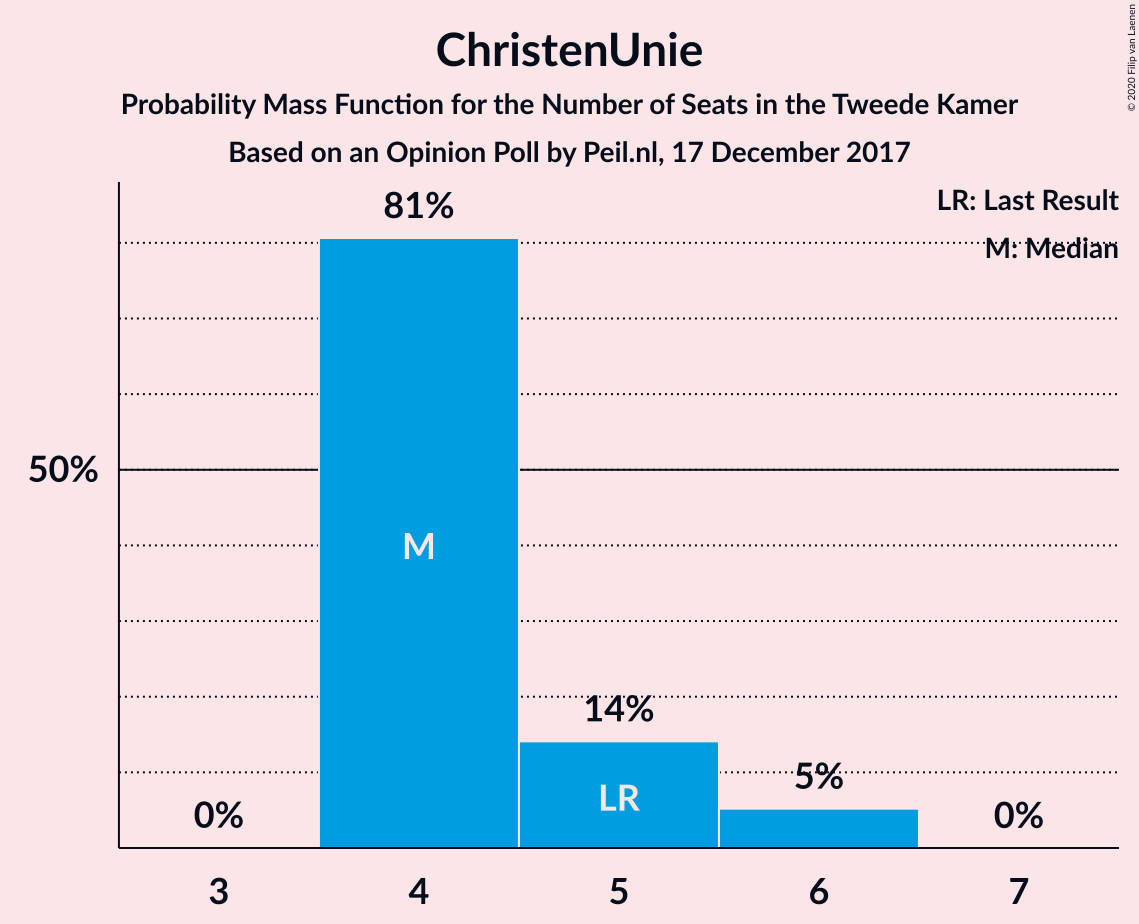 ChristenUnie
Probability Mass Function for the Number of Seats in the Tweede Kamer
Based on an Opinion Poll by Peil.nl, 17 December 2017
© 2020 Filip van Laenen
LR: Last Result
M: Median
81%
50%
M
14%
LR
5%
0%
0%
3
4
5
6
7